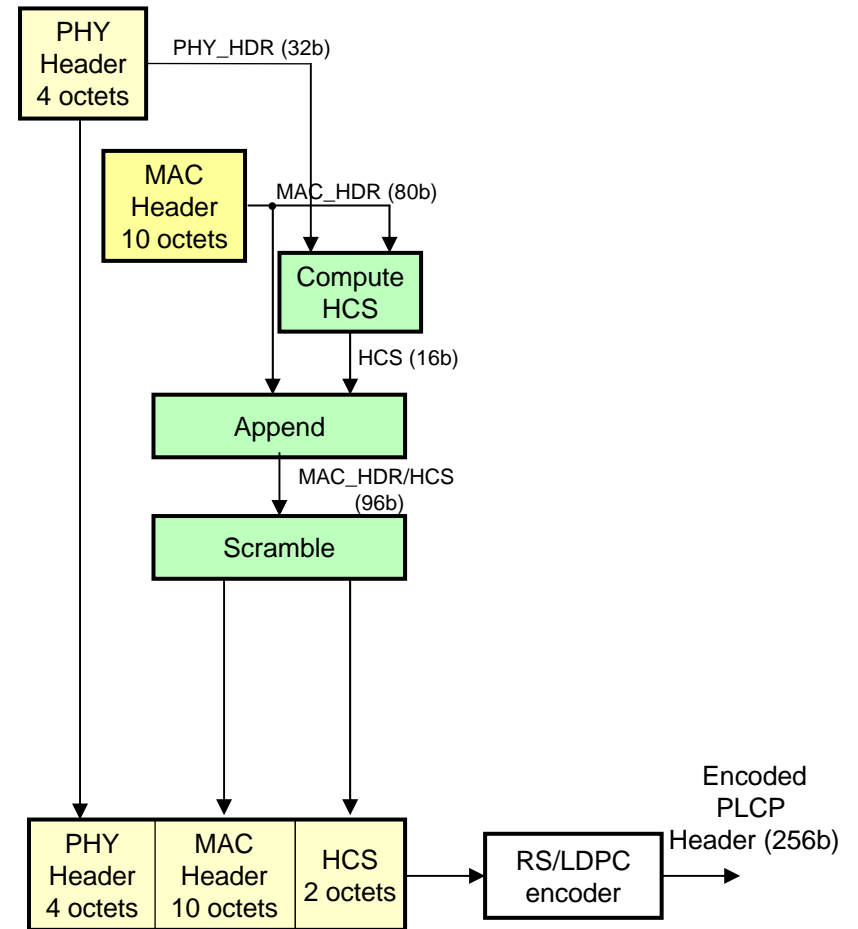 PHY
Header
4 octets
PHY_HDR (32b)
MAC
Header
10 octets
MAC_HDR (80b)
Compute
HCS
HCS (16b)
Append
MAC_HDR/HCS
(96b)
Scramble
PHY
Header
4 octets
MAC
Header
10 octets
HCS
2 octets
RS/LDPC
encoder
Encoded
PLCP
Header (256b)